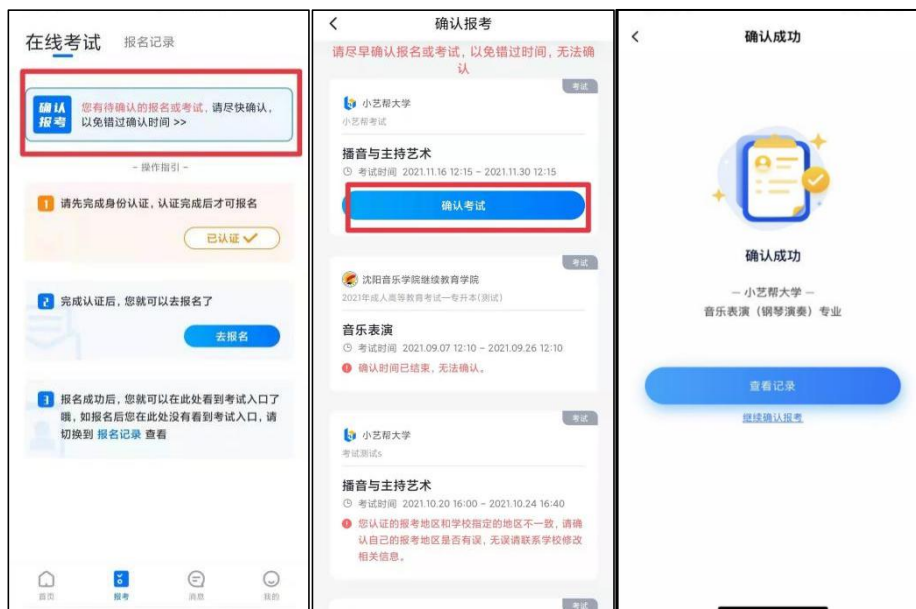 在线考试 报名记录
确认
报考
您有待确认的报名或考试，请尽快确认，
以免错过确认时间 >>
- 操作指引 -
1 请先完成身份认证，认证完成后才可报名
已认证
2 完成认证后，您就可以去报名了
去报名
3 报名成功后，您就可以在此处看到考试入口了
哦，如报名后您在此处没有看到考试入口，请
切换到 报名记录 查看
首页 报考 消息 我的
确认报考
请尽早确认报名或考试，以免错过时间，无法确
认
考试
小艺帮大学
小艺帮考试
播音与主持艺术
考试时间 2021.11.16 12:15 - 2021.11.30 12:15
确认考试
考试
沈阳音乐学院继续教育学院
2021年成人高等教育考试—专升本(测试)
音乐表演
考试时间 2021.09.07 12:10 - 2021.09.26 12:10
确认时间已结束，无法确认。
考试
小艺帮大学
考试测试s
播音与主持艺术
考试时间 2021.10.20 16:00 - 2021.10.24 16:40
您认证的报考地区和学校指定的地区不一致，请确
认自己的报考地区是否有误，无误请联系学校修改
相关信息。
考试
确认成功
确认成功
— 小艺帮大学 —
音乐表演（钢琴演奏）专业
查看记录
继续确认报考